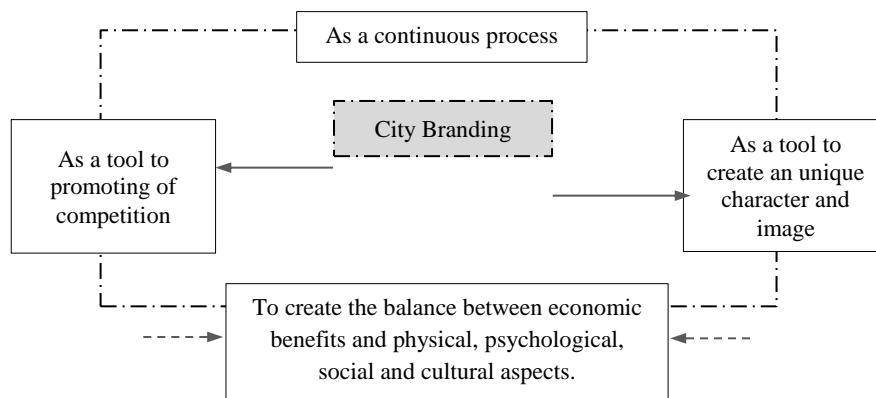 As a continuous process
City Branding
As a tool to
promoting of
competition
As a tool to
create an unique
character and
image
To create the balance between economic
benefits and physical, psychological,
social and cultural aspects.